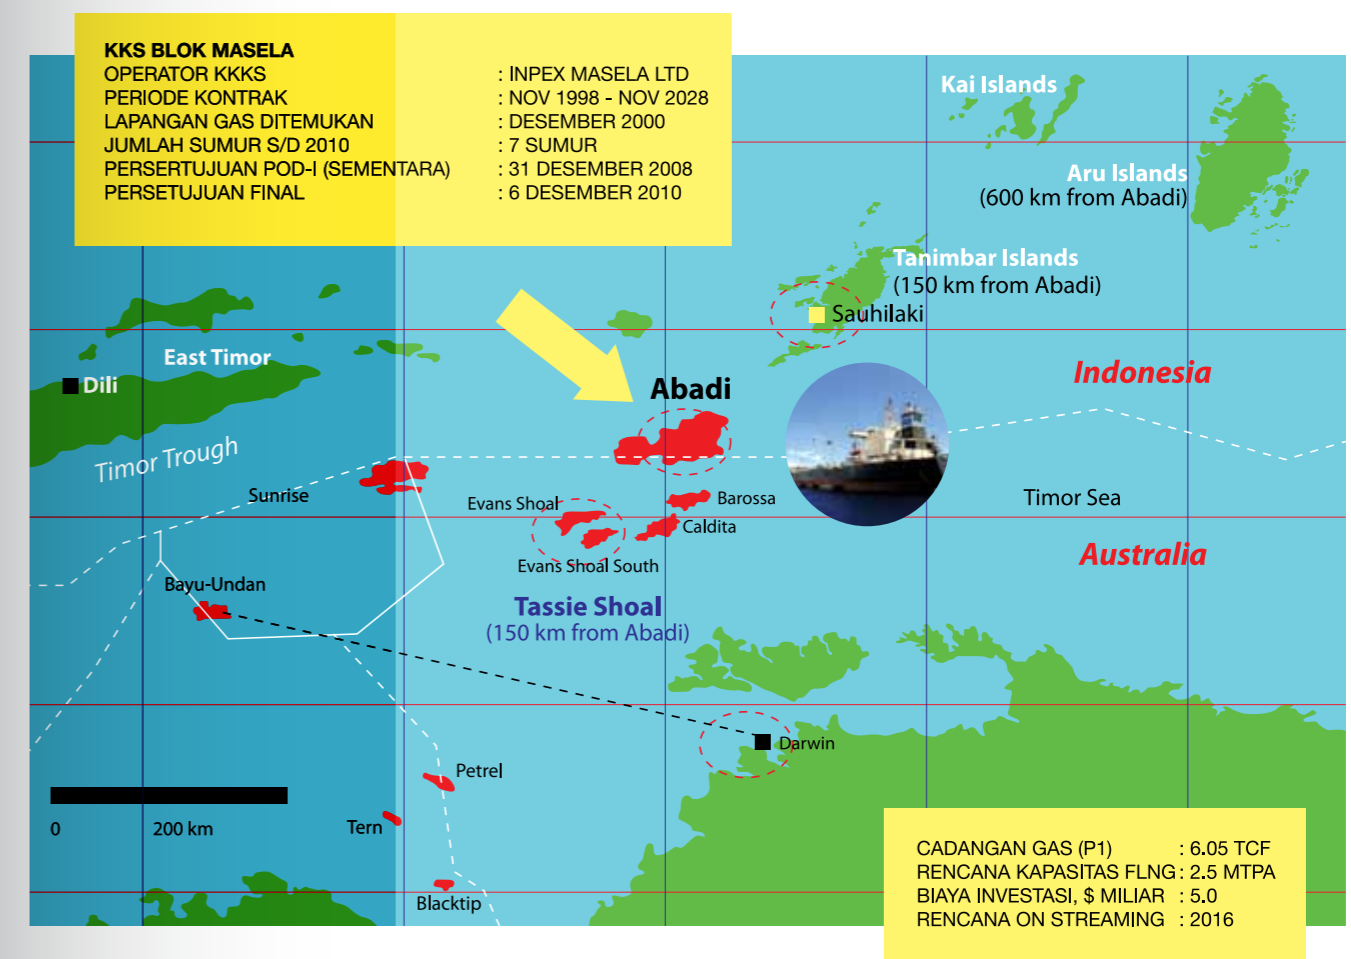 KKS BLOK MASELA
OPERATOR KKKS : INPEX MASELA LTD
PERIODE KONTRAK : NOV 1998 - NOV 2028
LAPANGAN GAS DITEMUKAN : DESEMBER 2000
JUMLAH SUMUR S/D 2010 : 7 SUMUR
PERSERTUJUAN POD-I (SEMENTARA) : 31 DESEMBER 2008
PERSETUJUAN FINAL : 6 DESEMBER 2010
Kai Islands
Aru Islands
(600 km from Abadi)
Tanimbar Islands
(150 km from Abadi)
Sauhilaki
East Timor
Dili
Timor Trough
Abadi
Indonesia
Sunrise
Evans Shoal
Barossa
Caldita
Evans Shoal South
Timor Sea
Australia
Bayu-Undan
Tassie Shoal
(150 km from Abadi)
Darwin
Petrel
Tern
Blacktip
0 200 km
CADANGAN GAS (P1) : 6.05 TCF
RENCANA KAPASITAS FLNG : 2.5 MTPA
BIAYA INVESTASI, $ MILIAR : 5.0
RENCANA ON STREAMING : 2016